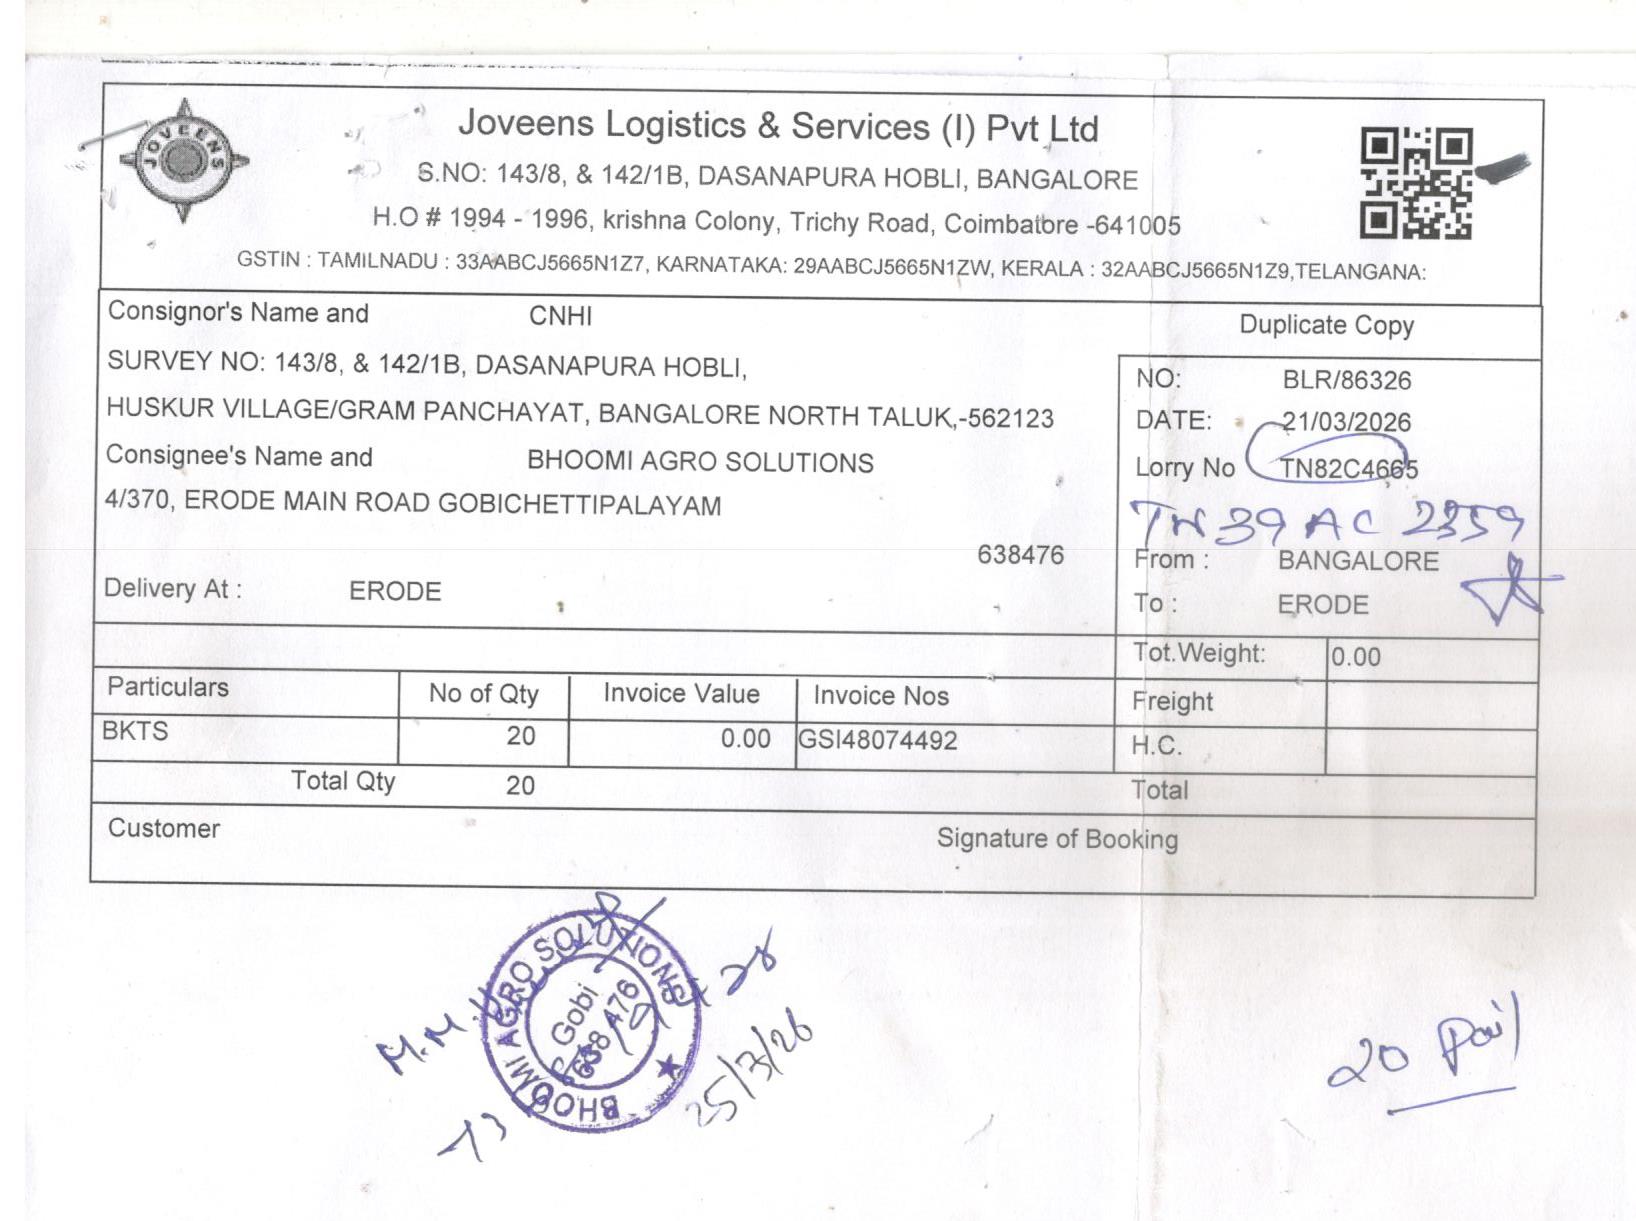 JOVEENS
Joveens Logistics & Services (I) Pvt Ltd
S.NO: 143/8, & 142/1B, DASANAPURA HOBLI, BANGALORE
H.O # 1994 - 1996, krishna Colony, Trichy Road, Coimbatore -641005
GSTIN : TAMILNADU : 33AABCJ5665N1Z7, KARNATAKA: 29AABCJ5665N1ZW, KERALA : 32AABCJ5665N1Z9,TELANGANA:
Consignor's Name and CNHI
Duplicate Copy
SURVEY NO: 143/8, & 142/1B, DASANAPURA HOBLI,
HUSKUR VILLAGE/GRAM PANCHAYAT, BANGALORE NORTH TALUK,-562123
Consignee's Name and BHOOMI AGRO SOLUTIONS
4/370, ERODE MAIN ROAD GOBICHETTIPALAYAM
638476
Delivery At : ERODE
NO: BLR/86326
DATE: 21/03/2026
Lorry No TN82C4665
TN 39 AC 2359
From : BANGALORE
To : ERODE
Tot.Weight: 0.00
Particulars No of Qty Invoice Value Invoice Nos Freight
BKTS 20 0.00 GSI48074492 H.C.
Total Qty 20 Total
Customer Signature of Booking
BHOOMI AGRO SOLUTIONS
Gobi
638 476
M.M.
25/3/26
20 Pail